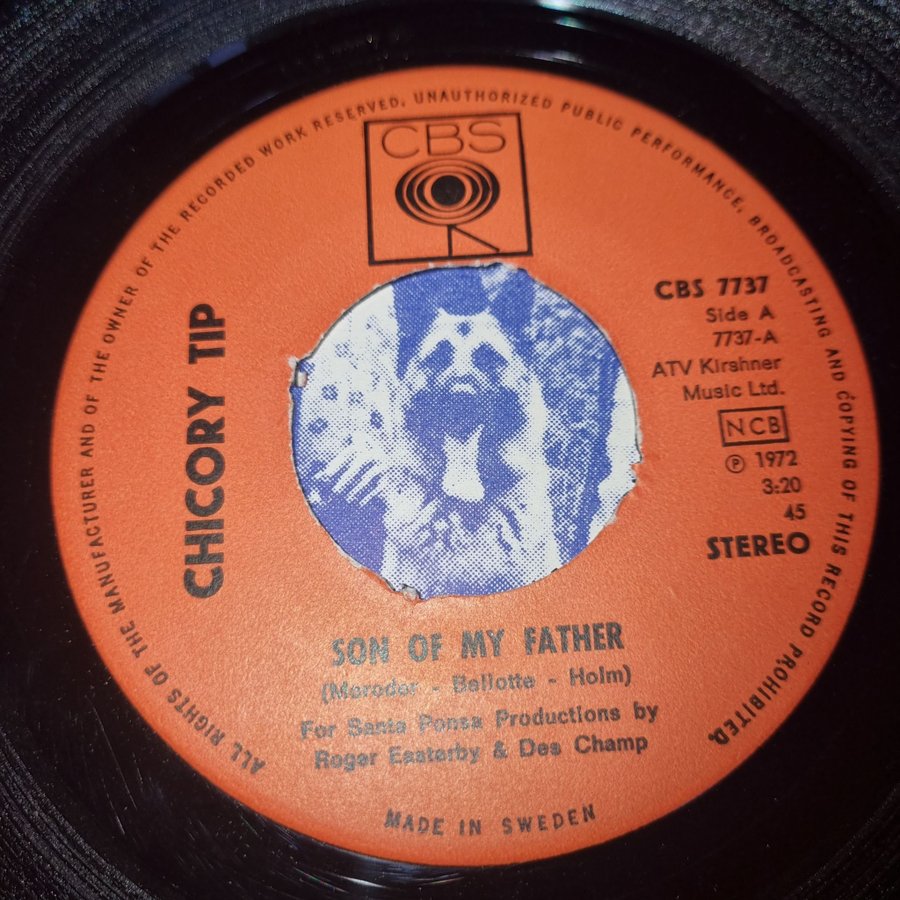 ALL RIGHTS OF THE MANUFACTURER AND OF THE OWNER OF THE RECORDED WORK RESERVED. UNAUTHORIZED PUBLIC PERFORMANCE, BROADCASTING AND COPYING OF THIS RECORD PROHIBITED.
CBS
CHICORY TIP
CBS 7737
Side A
7737-A
ATV Kirshner
Music Ltd.
NCB
℗ 1972
3:20
45
STEREO
SON OF MY FATHER
(Moroder - Bellotte - Holm)
For Santa Ponsa Productions by
Roger Easterby & Des Champ
MADE IN SWEDEN